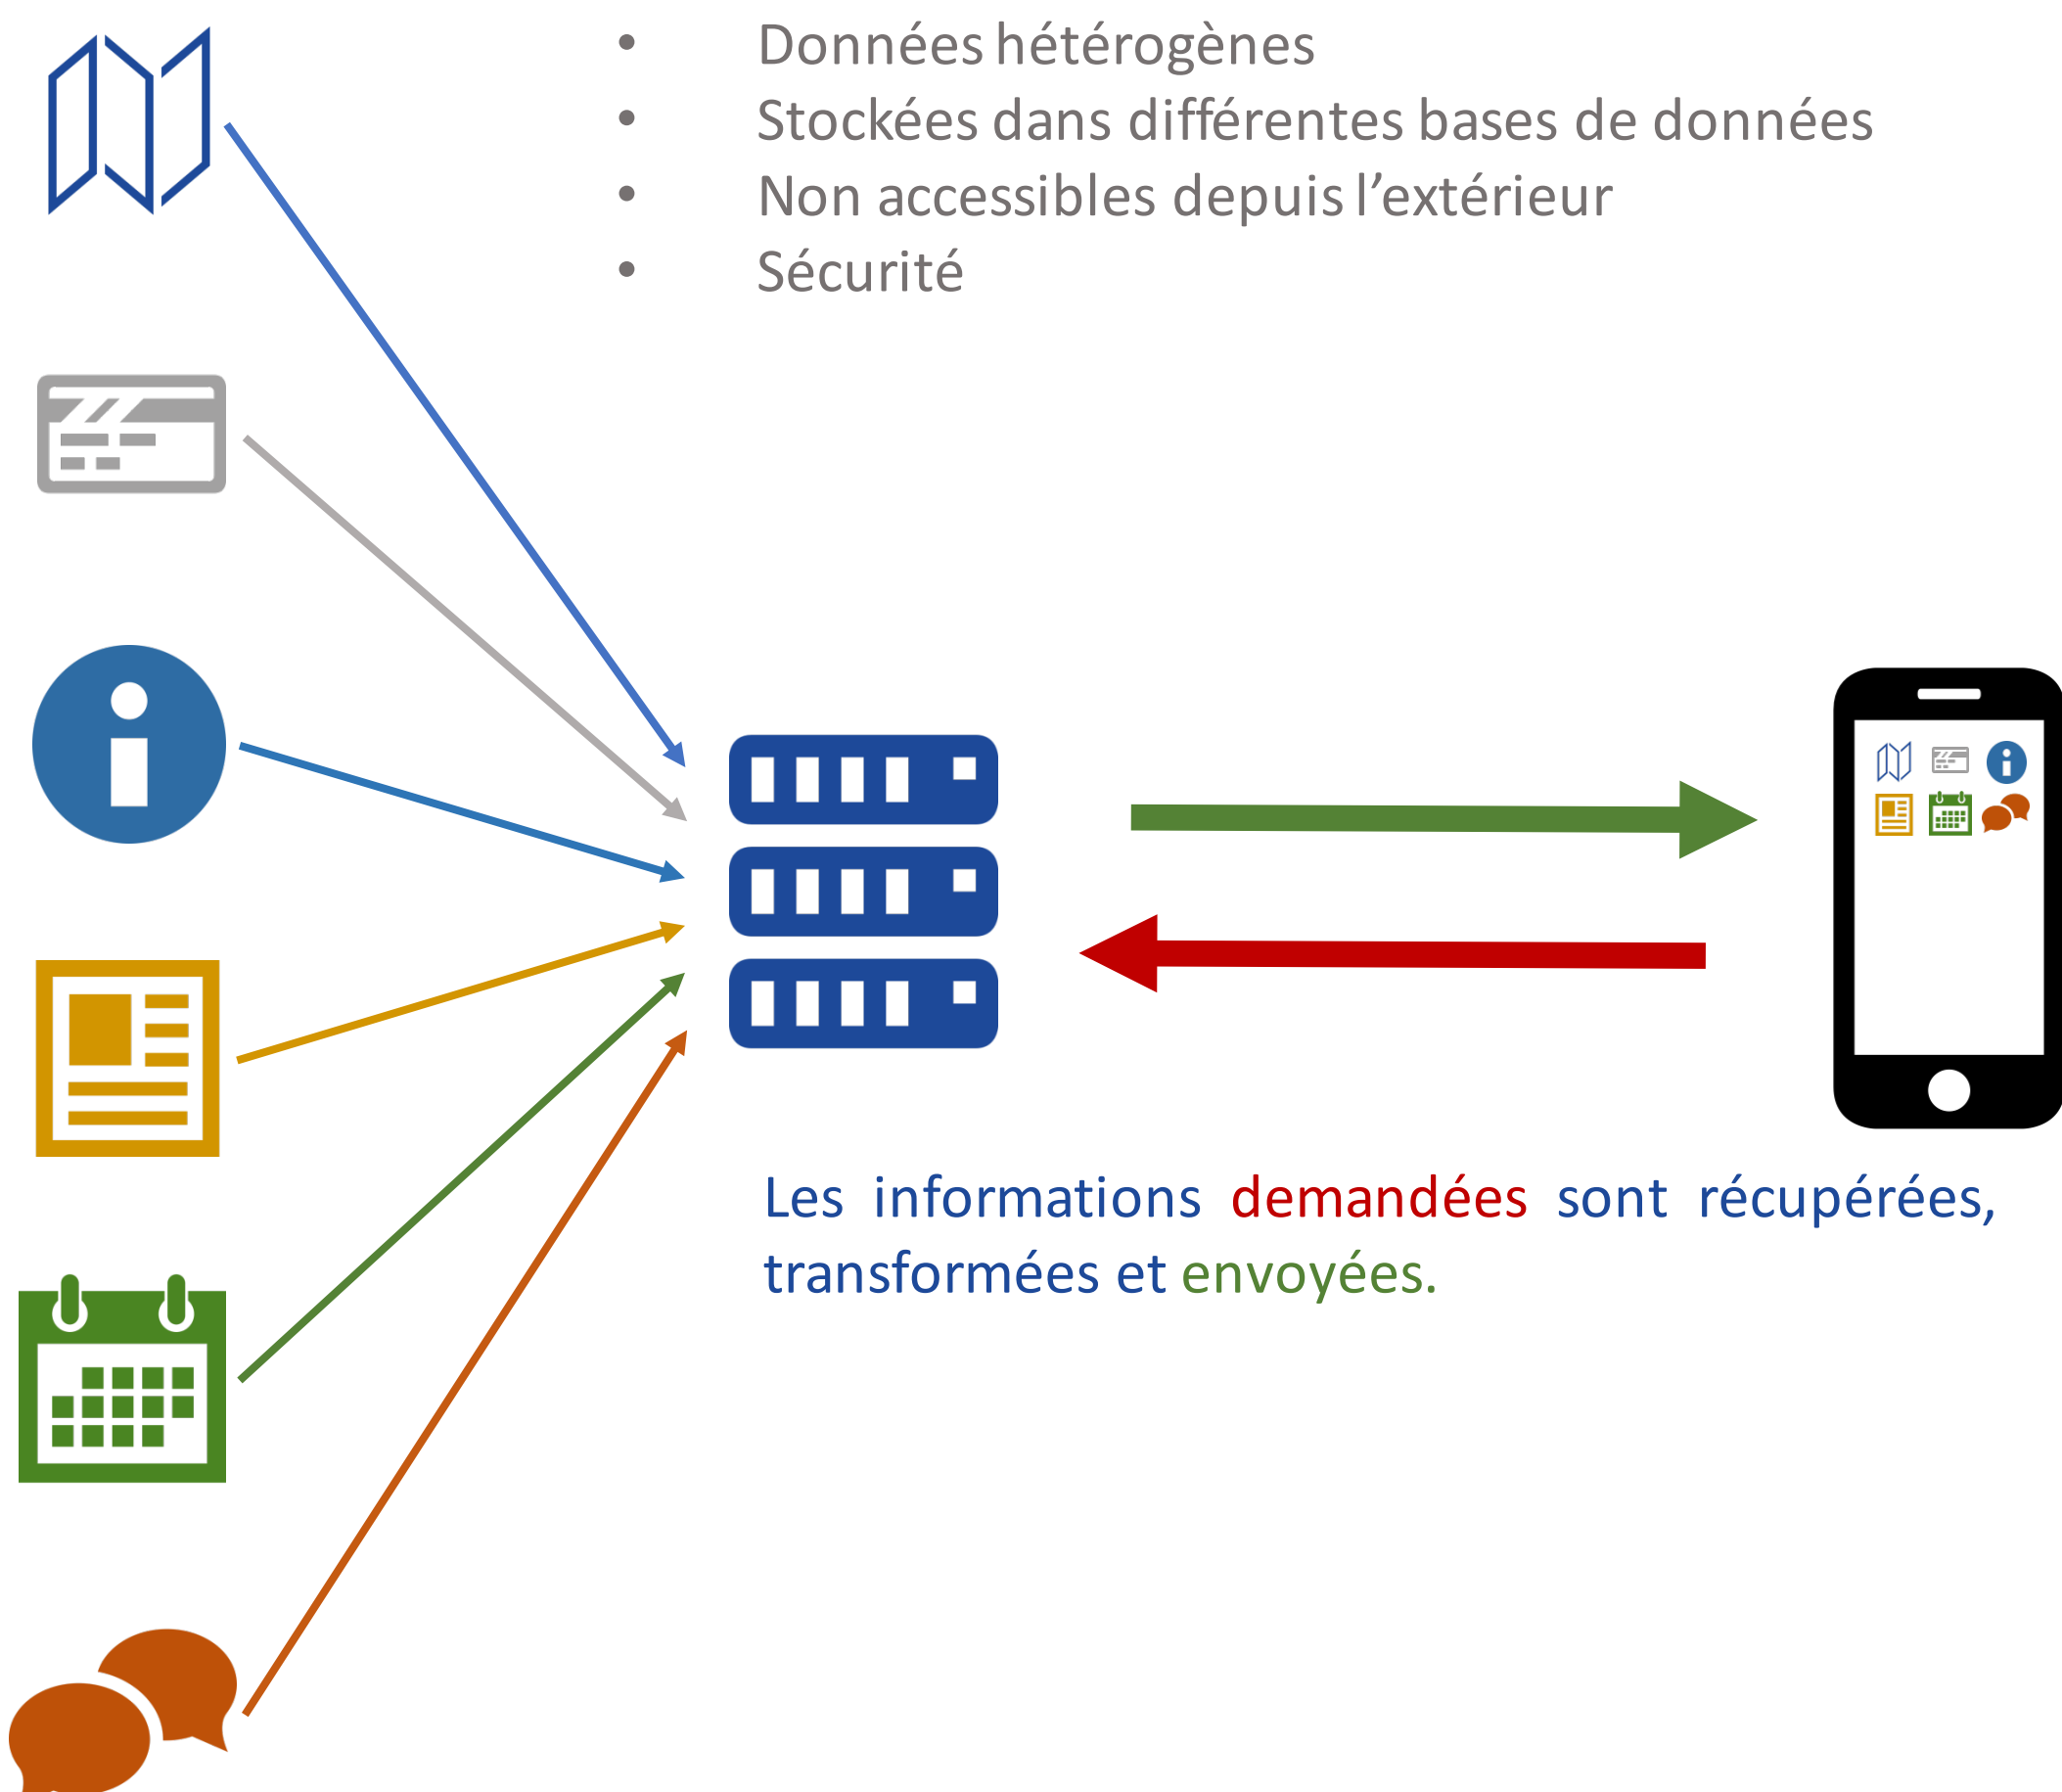 • Données hétérogènes
• Stockées dans différentes bases de données
• Non accessibles depuis l’extérieur
• Sécurité
Les informations demandées sont récupérées,
transformées et envoyées.